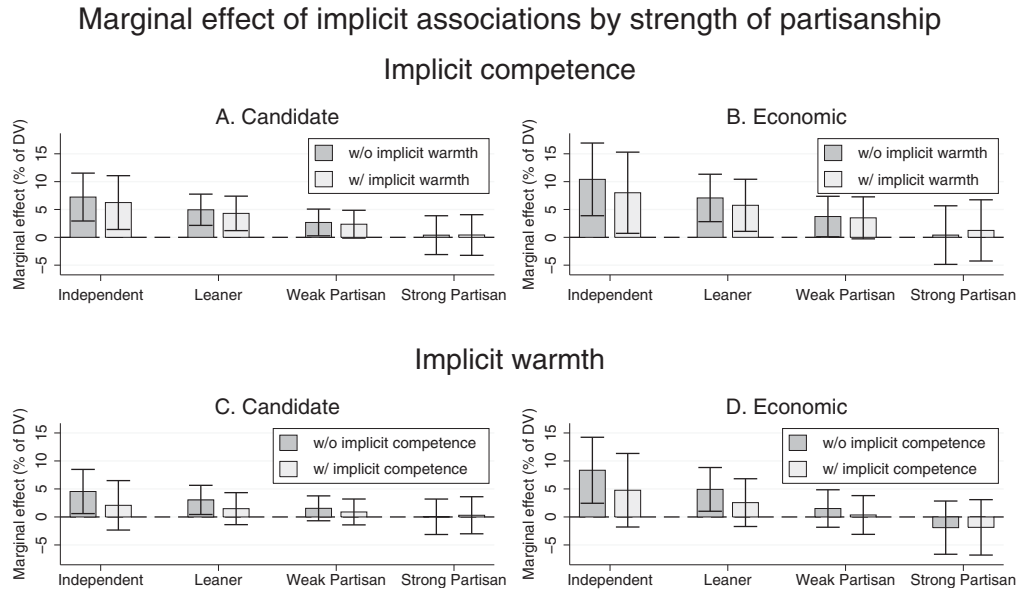 Marginal effect of implicit associations by strength of partisanship
Implicit competence
A. Candidate
Marginal effect (% of DV)
15
10
5
0
−5
w/o implicit warmth
w/ implicit warmth
Independent Leaner Weak Partisan Strong Partisan
B. Economic
Marginal effect (% of DV)
15
10
5
0
−5
w/o implicit warmth
w/ implicit warmth
Independent Leaner Weak Partisan Strong Partisan
Implicit warmth
C. Candidate
Marginal effect (% of DV)
15
10
5
0
−5
w/o implicit competence
w/ implicit competence
Independent Leaner Weak Partisan Strong Partisan
D. Economic
Marginal effect (% of DV)
15
10
5
0
−5
w/o implicit competence
w/ implicit competence
Independent Leaner Weak Partisan Strong Partisan